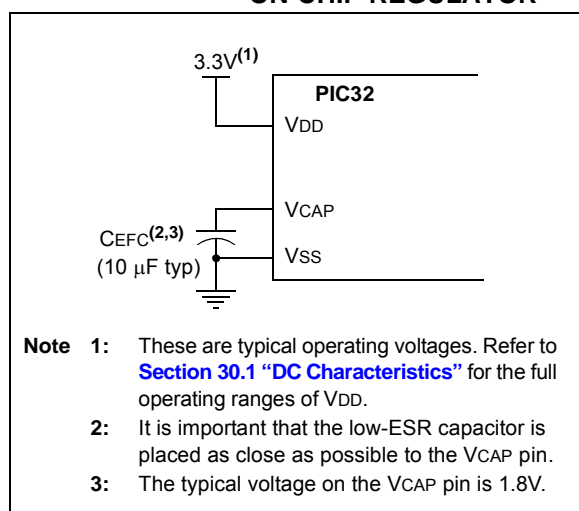 3.3V(1)
PIC32
VDD
VCAP
CEFC(2,3)
(10 μF typ)
VSS
Note 1: These are typical operating voltages. Refer to
Section 30.1 “DC Characteristics” for the full
operating ranges of VDD.
2: It is important that the low-ESR capacitor is
placed as close as possible to the VCAP pin.
3: The typical voltage on the VCAP pin is 1.8V.